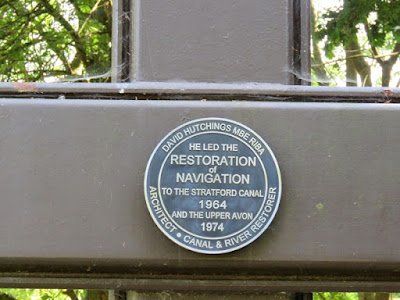 DAVID HUTCHINGS MBE RIBA
HE LED THE
RESTORATION
of
NAVIGATION
TO THE STRATFORD CANAL
1964
AND THE UPPER AVON
1974
ARCHITECT • CANAL & RIVER RESTORER